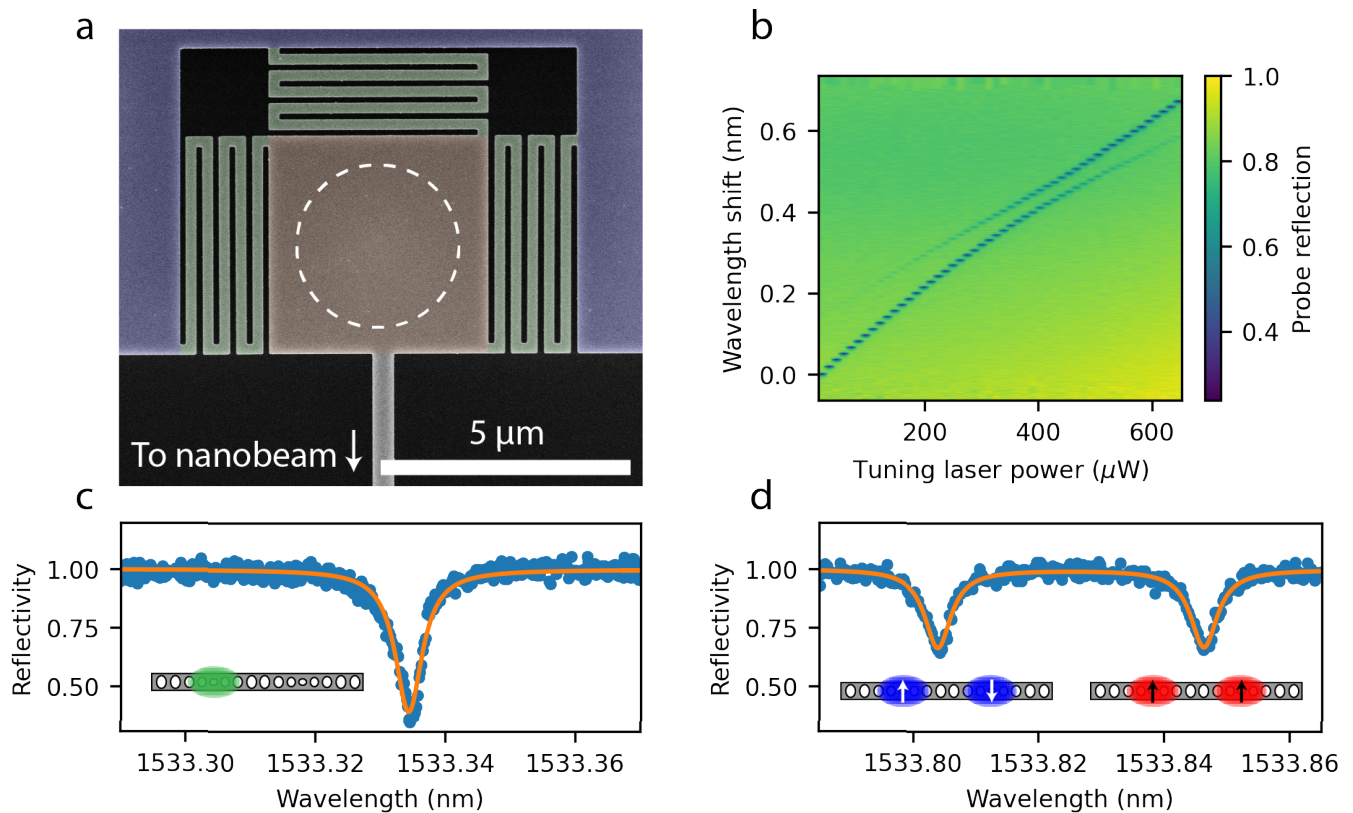 a
To nanobeam ↓
5 μm
b
Wavelength shift (nm)
0.6
0.4
0.2
0.0
200 400 600
Tuning laser power (μW)
1.0
0.8
0.6
0.4
Probe reflection
c
Reflectivity
1.00
0.75
0.50
1533.30 1533.32 1533.34 1533.36
Wavelength (nm)
d
Reflectivity
1.00
0.75
0.50
1533.80 1533.82 1533.84 1533.86
Wavelength (nm)